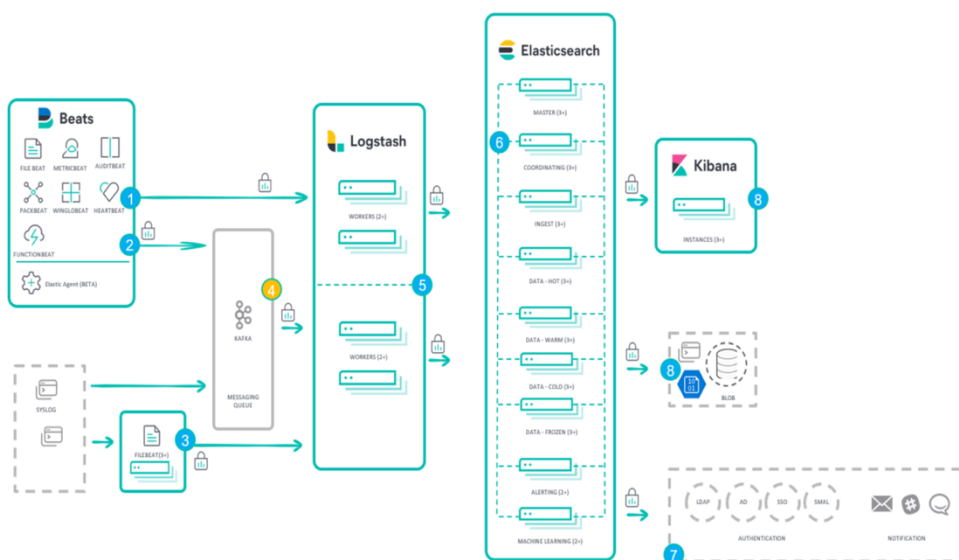 Beats
FILE BEAT
METRICBEAT
AUDITBEAT
PACKBEAT
WINGLOBEAT
HEARTBEAT
1
2
FUNCTIONBEAT
Elastic Agent (BETA)
SYSLOG
FILEBEAT(3+)
3
4
KAFKA
MESSAGING
QUEUE
Logstash
WORKERS (2+)
5
WORKERS (2+)
Elasticsearch
MASTER (3+)
6
COORDINATING (3+)
INGEST (3+)
DATA - HOT (3+)
DATA - WARM (3+)
DATA - COLD (3+)
DATA - FROZEN (3+)
ALERTING (2+)
MACHINE LEARNING (2+)
Kibana
8
INSTANCES (3+)
8
10
01
BLOB
LDAP
AD
SSO
SMAL
AUTHENTICATION
NOTIFICATION
7